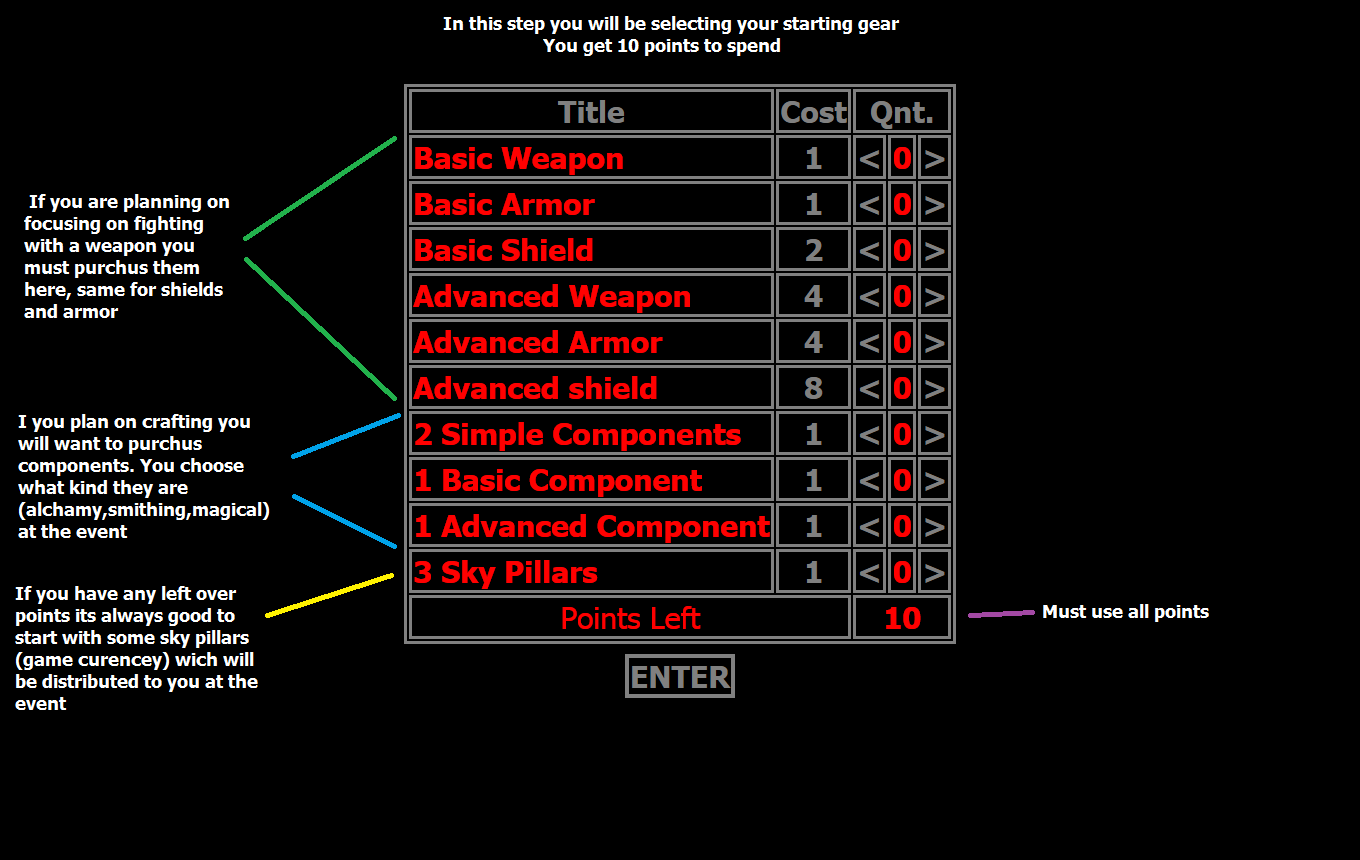 In this step you will be selecting your starting gear
You get 10 points to spend
Title Cost Qnt.
Basic Weapon 1 < 0 >
Basic Armor 1 < 0 >
Basic Shield 2 < 0 >
Advanced Weapon 4 < 0 >
Advanced Armor 4 < 0 >
Advanced shield 8 < 0 >
2 Simple Components 1 < 0 >
1 Basic Component 1 < 0 >
1 Advanced Component 1 < 0 >
3 Sky Pillars 1 < 0 >
Points Left 10
ENTER
If you are planning on
focusing on fighting
with a weapon you
must purchus them
here, same for shields
and armor
I you plan on crafting you
will want to purchus
components. You choose
what kind they are
(alchamy,smithing,magical)
at the event
If you have any left over
points its always good to
start with some sky pillars
(game curencey) wich will
be distributed to you at the
event
Must use all points